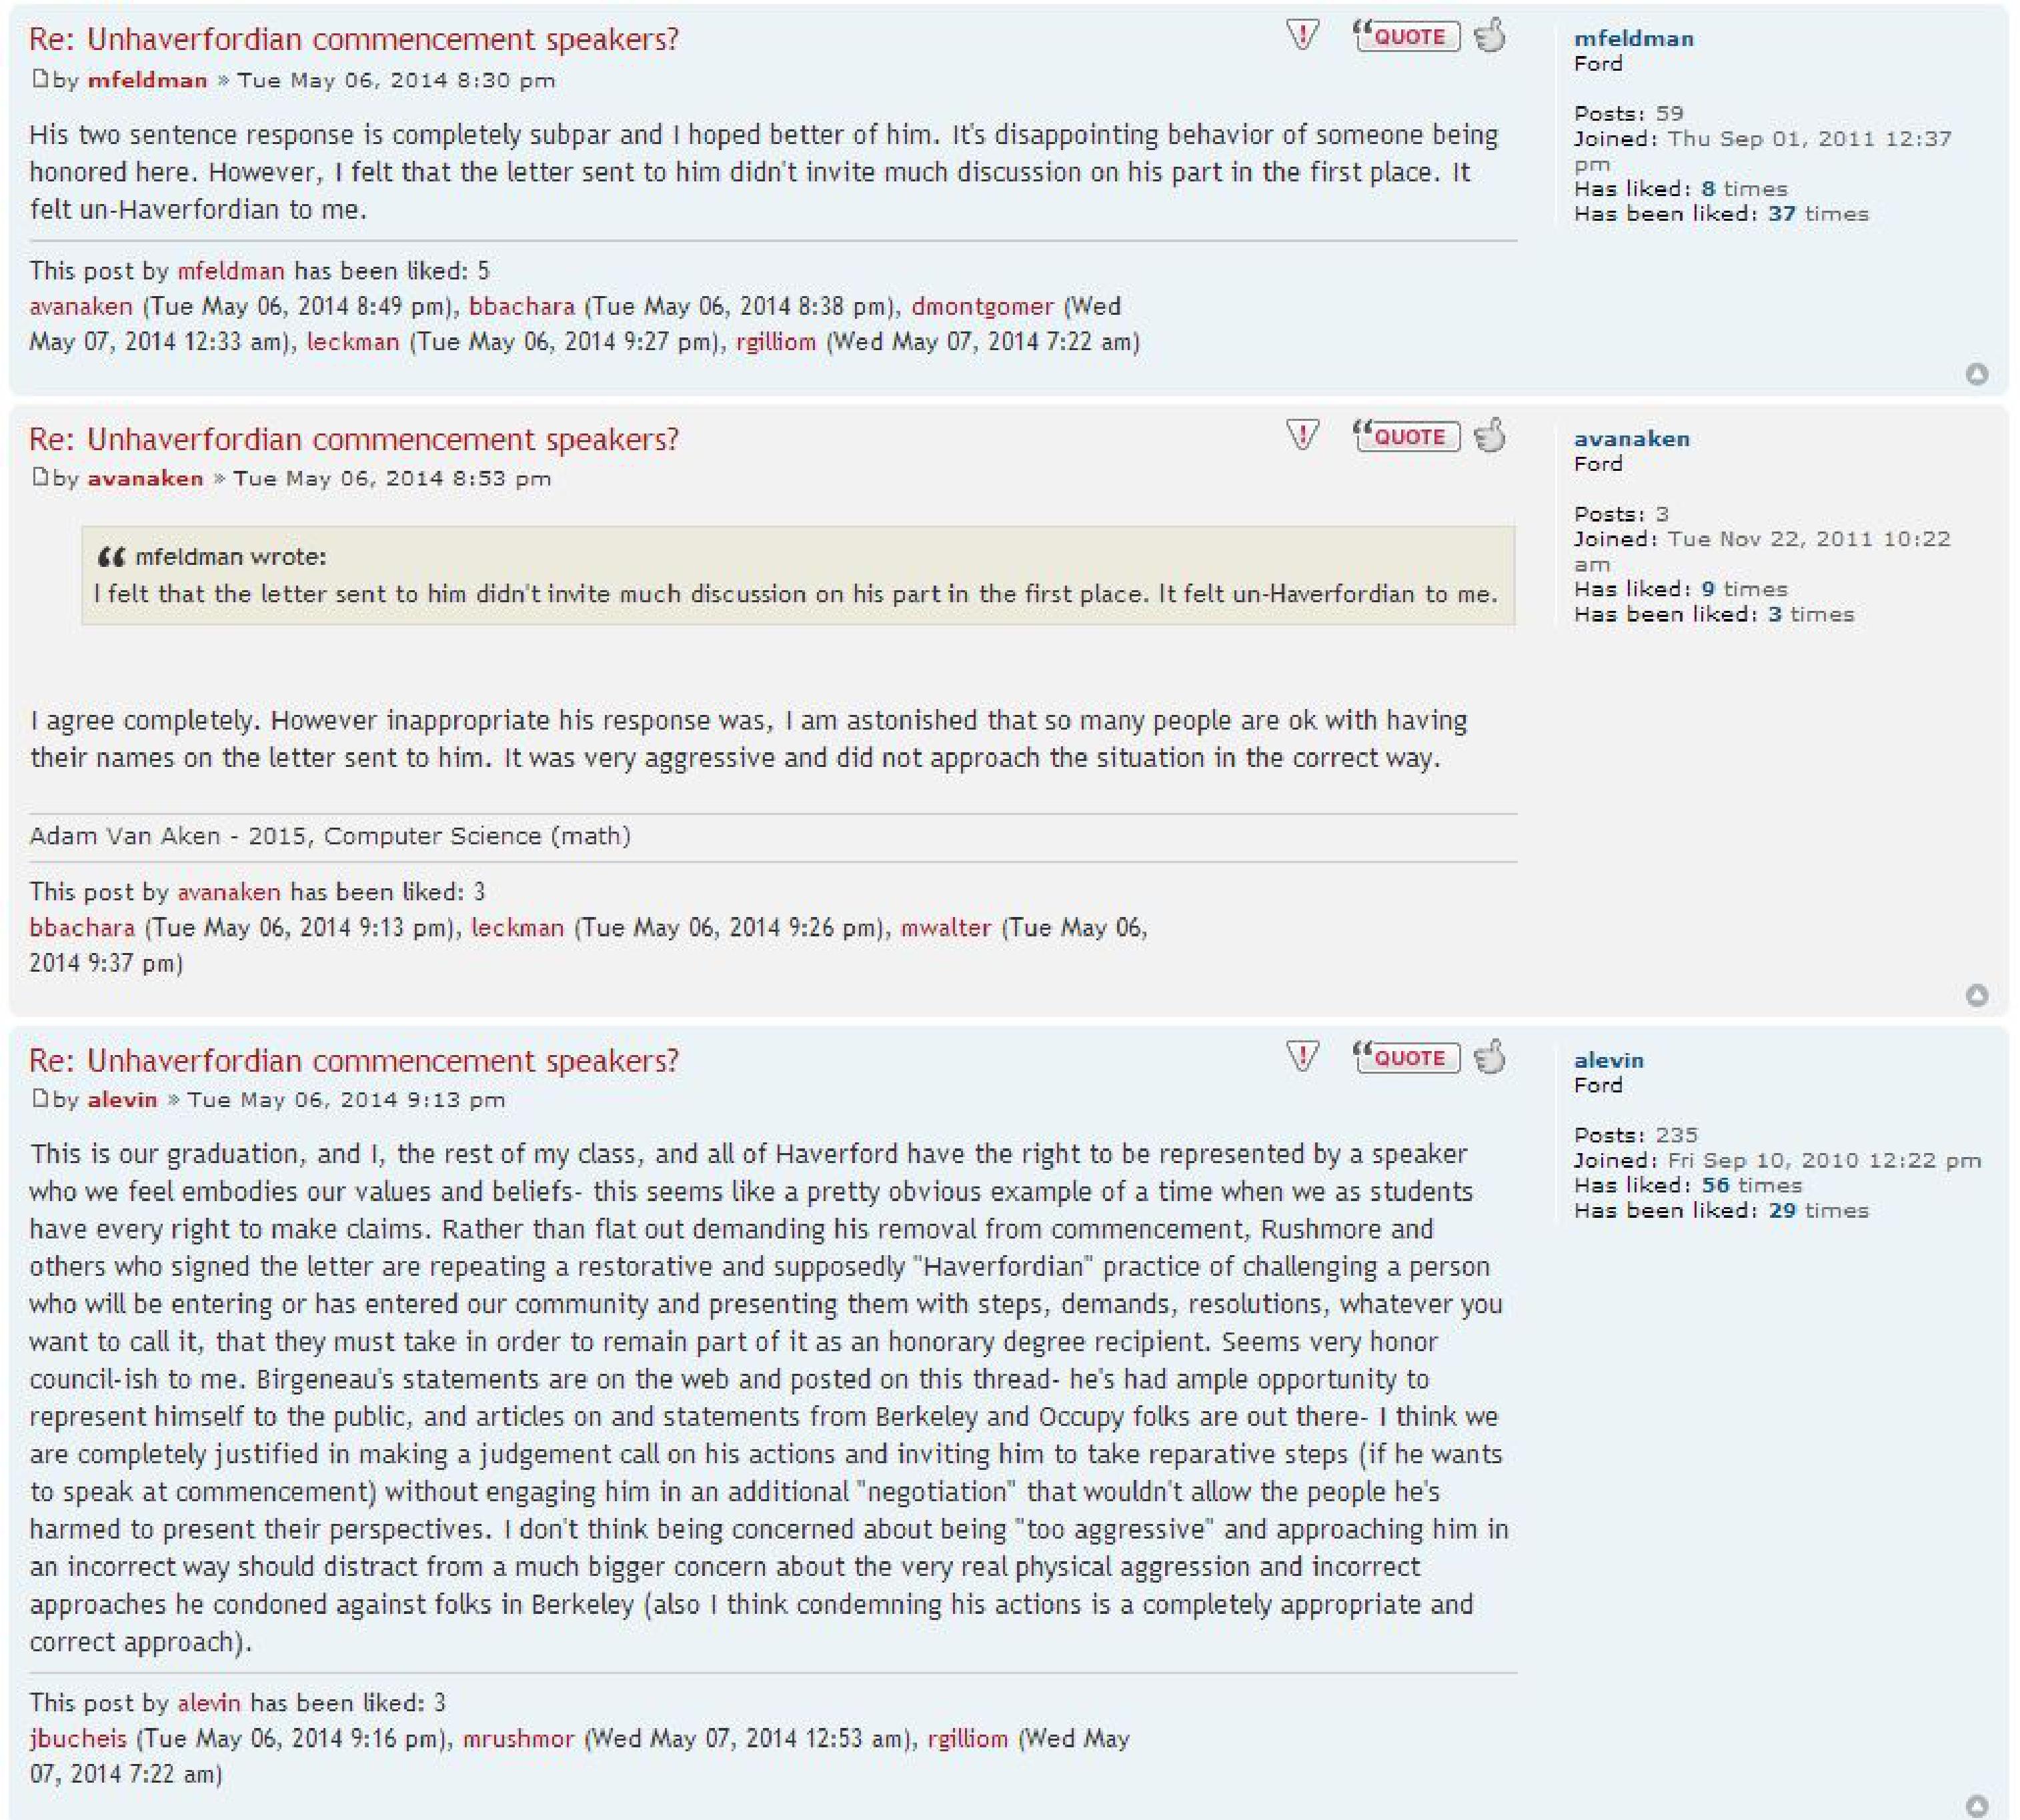 Re: Unhaverfordian commencement speakers?
QUOTE
by mfeldman » Tue May 06, 2014 8:30 pm
His two sentence response is completely subpar and I hoped better of him. It's disappointing behavior of someone being
honored here. However, I felt that the letter sent to him didn't invite much discussion on his part in the first place. It
felt un-Haverfordian to me.
This post by mfeldman has been liked: 5
avanaken (Tue May 06, 2014 8:49 pm), bbachara (Tue May 06, 2014 8:38 pm), dmontgomer (Wed
May 07, 2014 12:33 am), leckman (Tue May 06, 2014 9:27 pm), rgilliom (Wed May 07, 2014 7:22 am)
mfeldman
Ford
Posts: 59
Joined: Thu Sep 01, 2011 12:37
pm
Has liked: 8 times
Has been liked: 37 times
Re: Unhaverfordian commencement speakers?
QUOTE
by avanaken » Tue May 06, 2014 8:53 pm
mfeldman wrote:
I felt that the letter sent to him didn't invite much discussion on his part in the first place. It felt un-Haverfordian to me.
I agree completely. However inappropriate his response was, I am astonished that so many people are ok with having
their names on the letter sent to him. It was very aggressive and did not approach the situation in the correct way.
Adam Van Aken - 2015, Computer Science (math)
This post by avanaken has been liked: 3
bbachara (Tue May 06, 2014 9:13 pm), leckman (Tue May 06, 2014 9:26 pm), mwalter (Tue May 06,
2014 9:37 pm)
avanaken
Ford
Posts: 3
Joined: Tue Nov 22, 2011 10:22
am
Has liked: 9 times
Has been liked: 3 times
Re: Unhaverfordian commencement speakers?
QUOTE
by alevin » Tue May 06, 2014 9:13 pm
This is our graduation, and I, the rest of my class, and all of Haverford have the right to be represented by a speaker
who we feel embodies our values and beliefs- this seems like a pretty obvious example of a time when we as students
have every right to make claims. Rather than flat out demanding his removal from commencement, Rushmore and
others who signed the letter are repeating a restorative and supposedly "Haverfordian" practice of challenging a person
who will be entering or has entered our community and presenting them with steps, demands, resolutions, whatever you
want to call it, that they must take in order to remain part of it as an honorary degree recipient. Seems very honor
council-ish to me. Birgeneau's statements are on the web and posted on this thread- he's had ample opportunity to
represent himself to the public, and articles on and statements from Berkeley and Occupy folks are out there- I think we
are completely justified in making a judgement call on his actions and inviting him to take reparative steps (if he wants
to speak at commencement) without engaging him in an additional "negotiation" that wouldn't allow the people he's
harmed to present their perspectives. I don't think being concerned about being "too aggressive" and approaching him in
an incorrect way should distract from a much bigger concern about the very real physical aggression and incorrect
approaches he condoned against folks in Berkeley (also I think condemning his actions is a completely appropriate and
correct approach).
This post by alevin has been liked: 3
jbucheis (Tue May 06, 2014 9:16 pm), mrushmor (Wed May 07, 2014 12:53 am), rgilliom (Wed May
07, 2014 7:22 am)
alevin
Ford
Posts: 235
Joined: Fri Sep 10, 2010 12:22 pm
Has liked: 56 times
Has been liked: 29 times